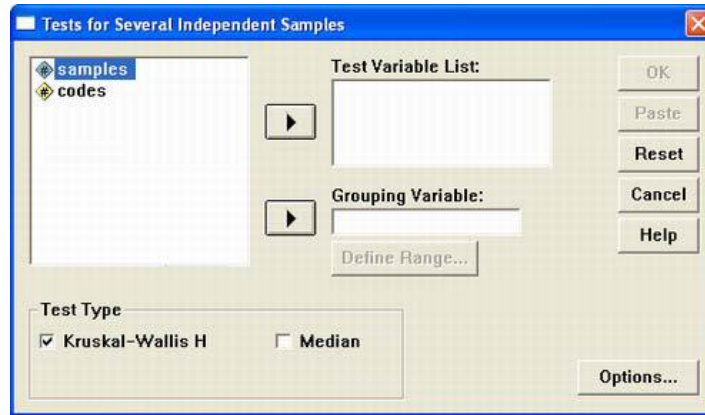 Tests for Several Independent Samples
samples
codes
Test Variable List:
Grouping Variable:
Define Range...
OK
Paste
Reset
Cancel
Help
Test Type
Kruskal-Wallis H
Median
Options...